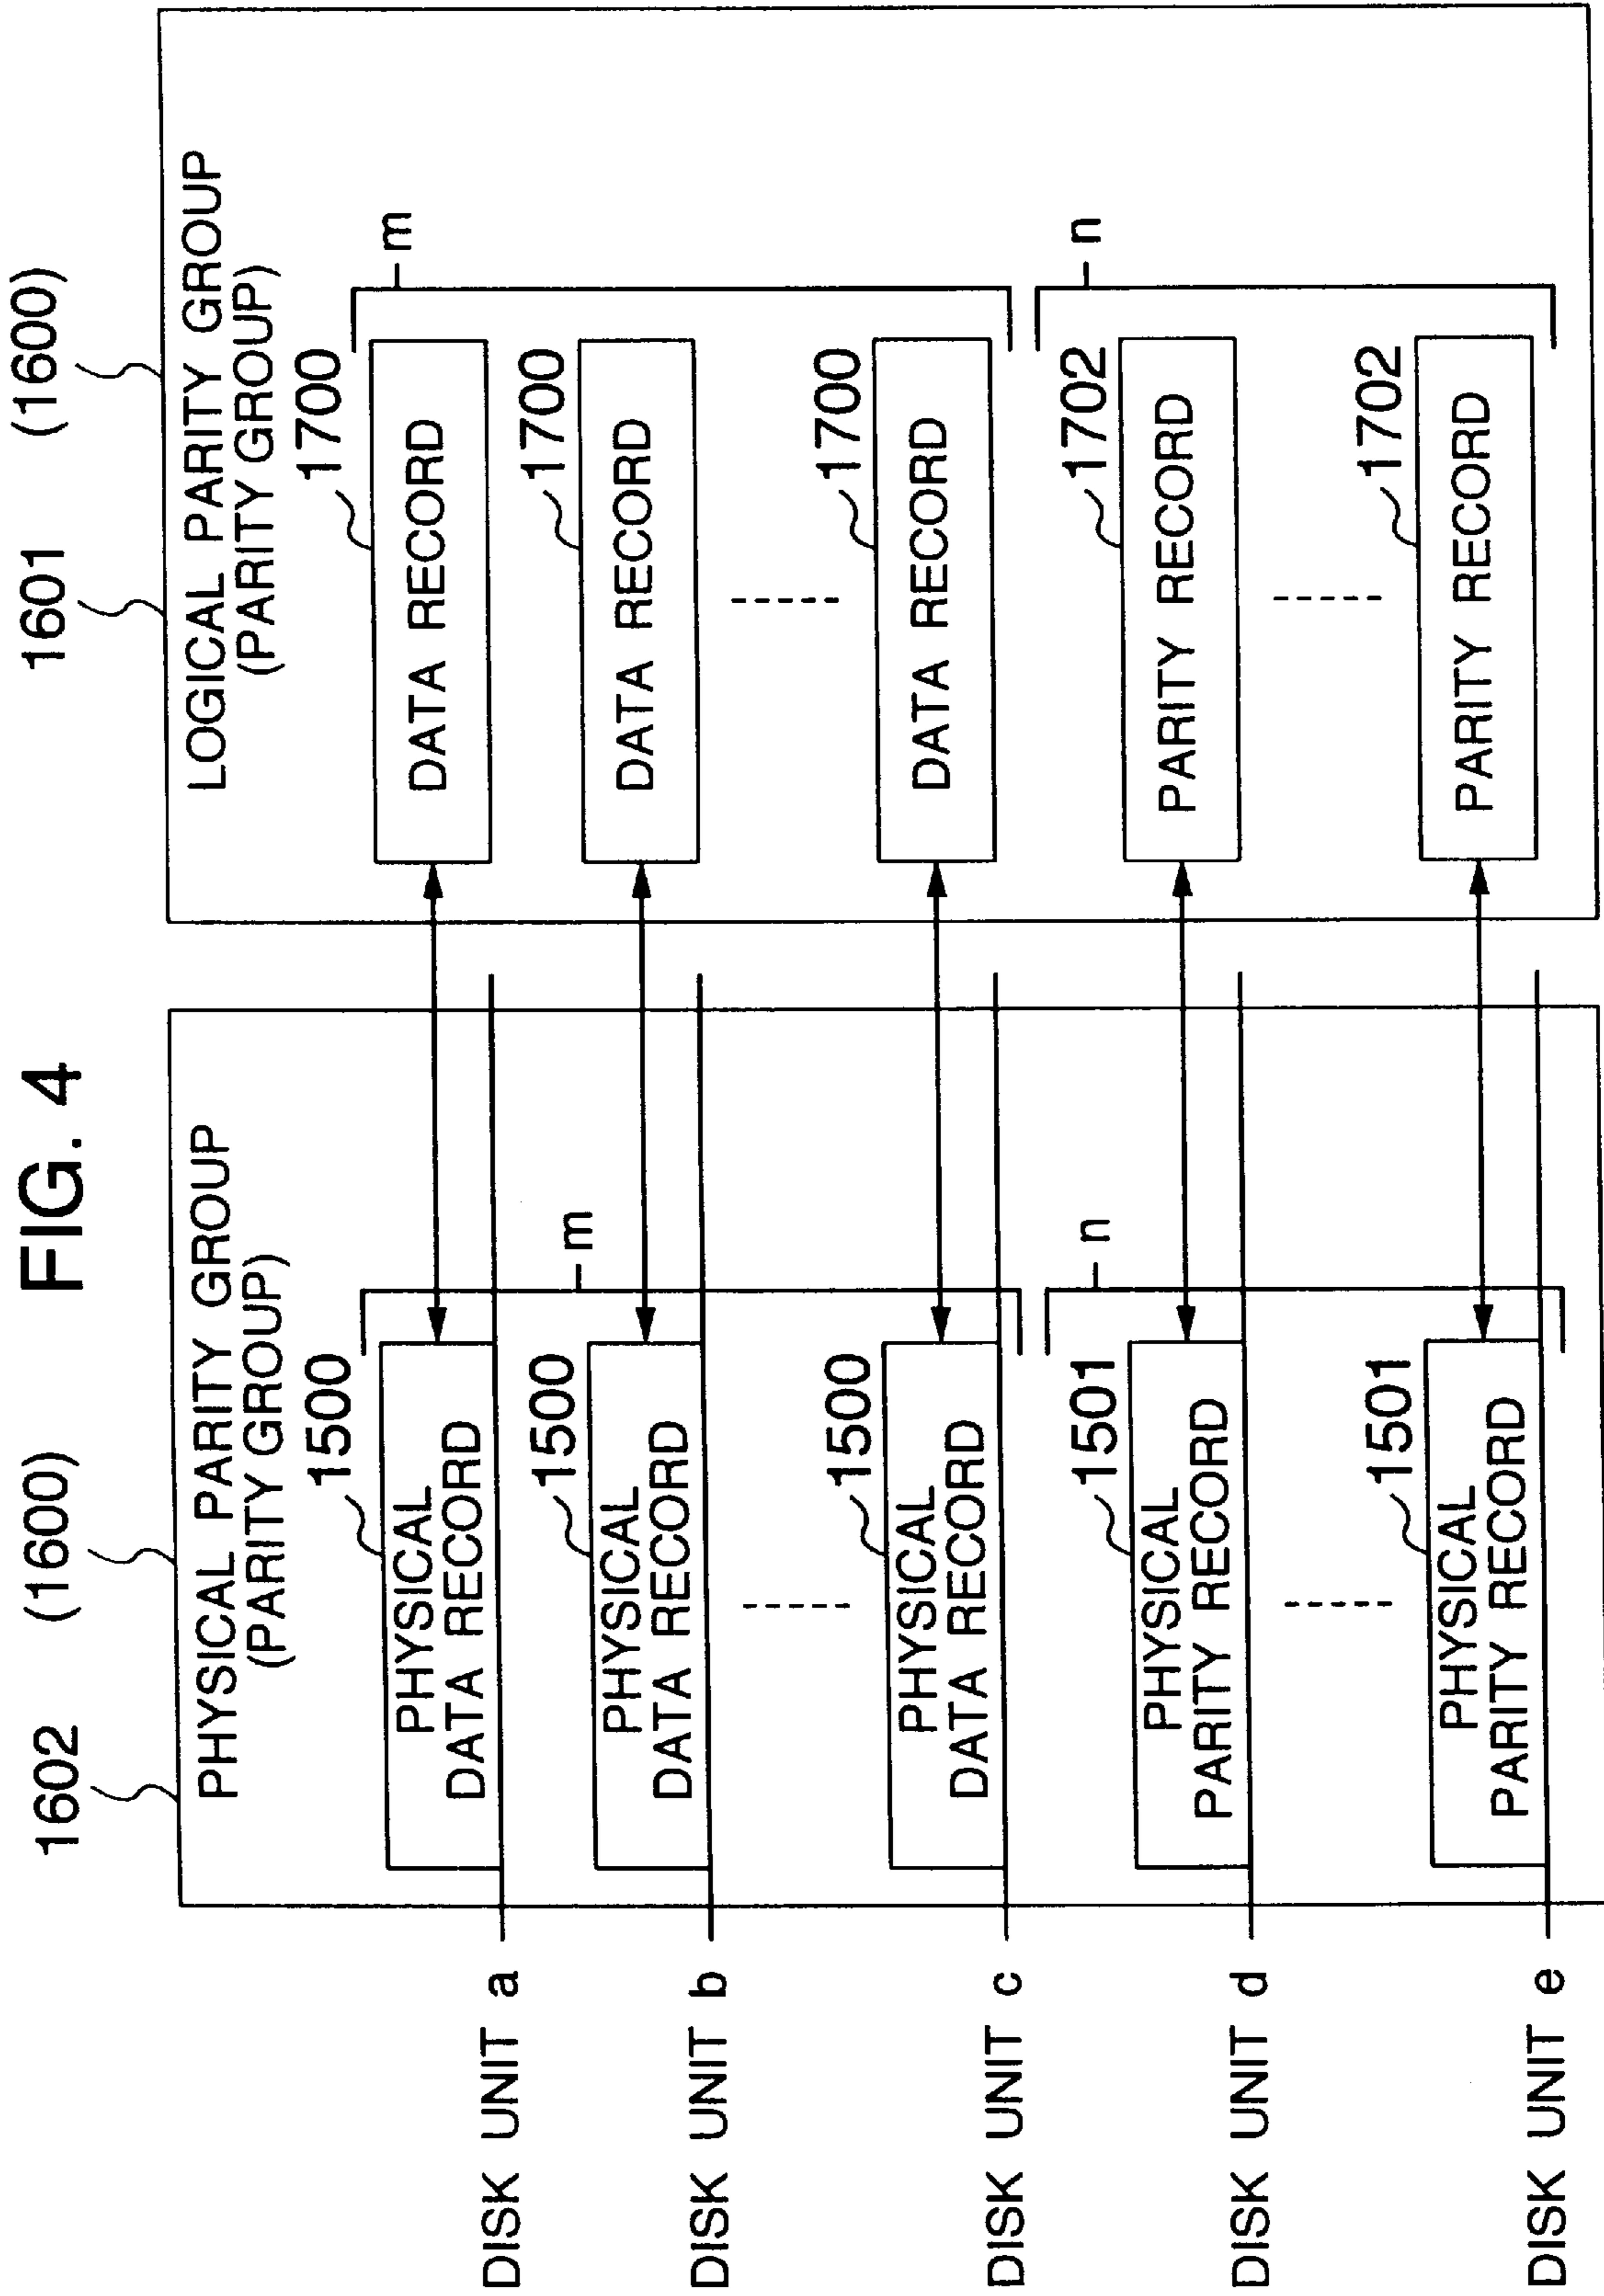 FIG. 4
1602
(1600)
PHYSICAL PARITY GROUP
(PARITY GROUP)
1500
PHYSICAL
DATA RECORD
m
DISK UNIT a
1500
PHYSICAL
DATA RECORD
DISK UNIT b
1500
PHYSICAL
DATA RECORD
DISK UNIT c
1501
PHYSICAL
PARITY RECORD
n
DISK UNIT d
1501
PHYSICAL
PARITY RECORD
DISK UNIT e
1601
(1600)
LOGICAL PARITY GROUP
(PARITY GROUP)
1700
DATA RECORD
m
1700
DATA RECORD
1700
DATA RECORD
1702
PARITY RECORD
n
1702
PARITY RECORD